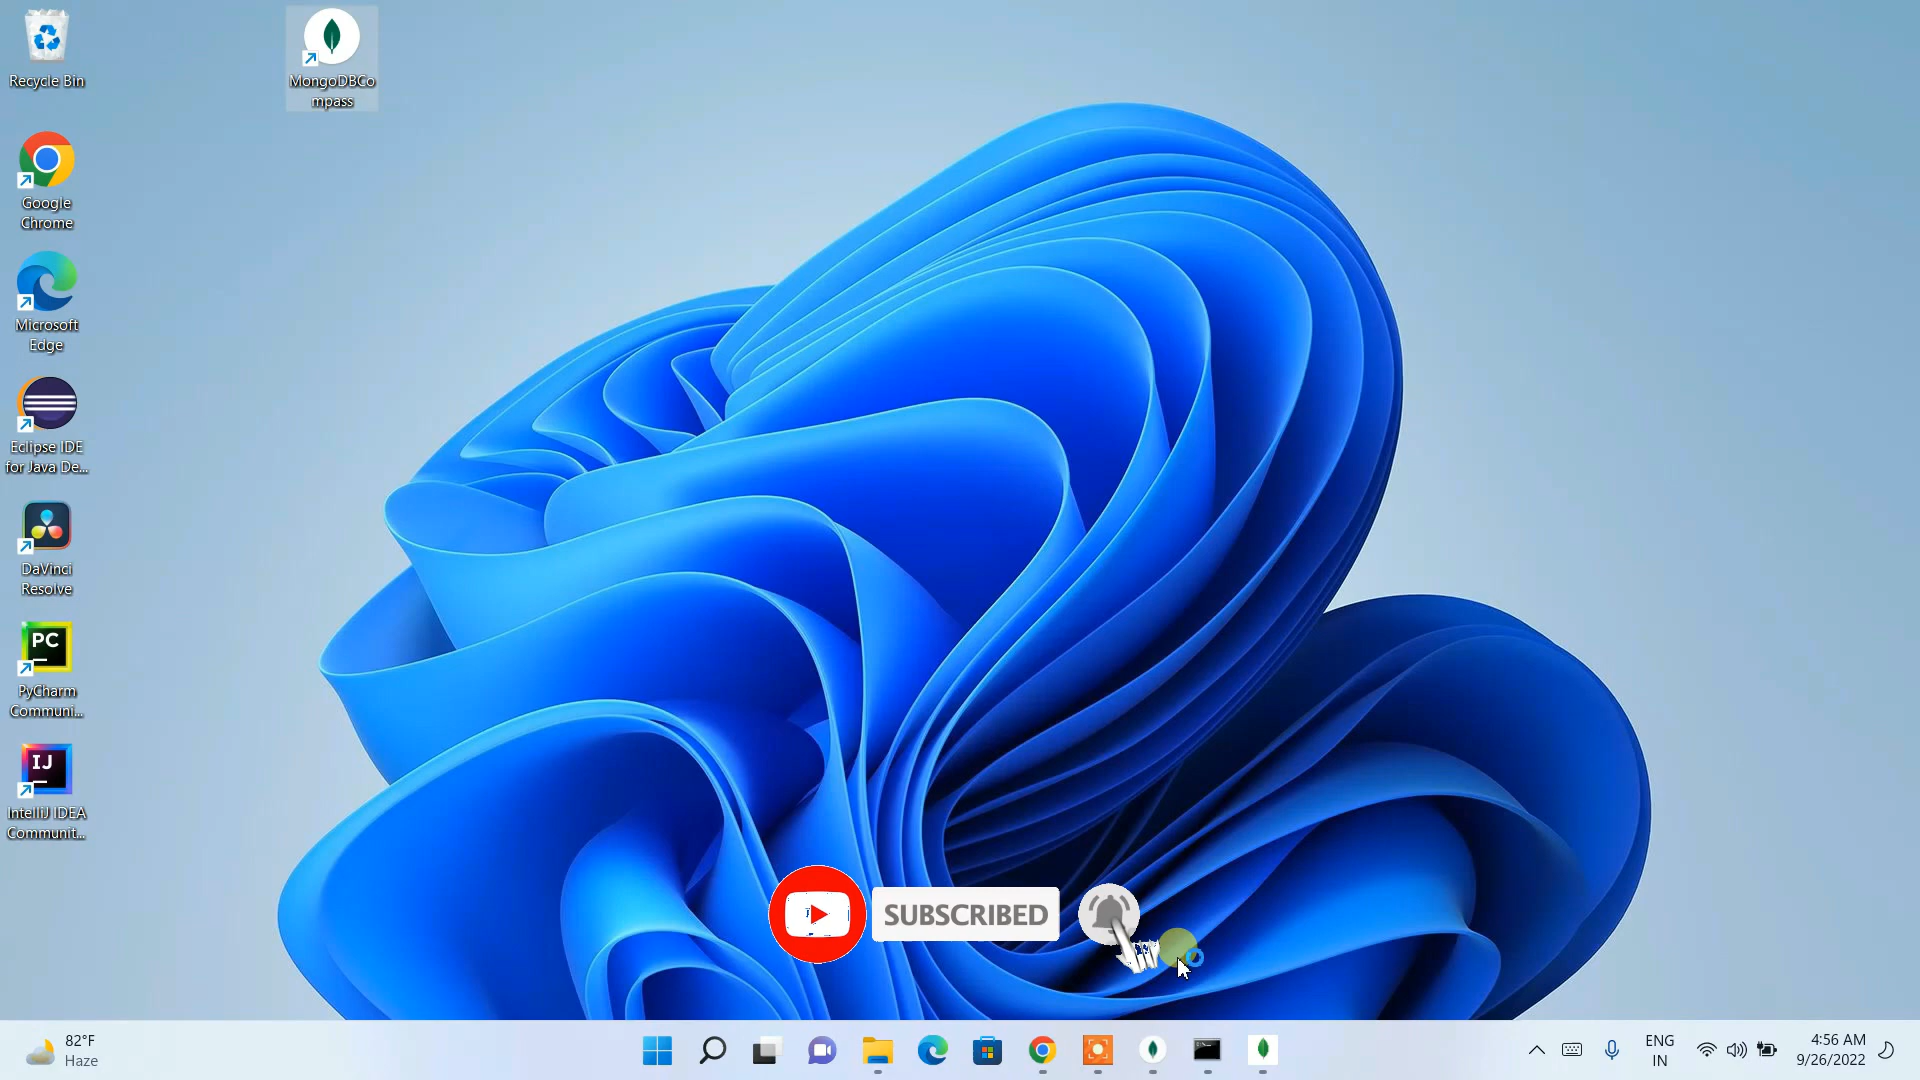 Recycle Bin
MongoDBCo
mpass
Google
Chrome
Microsoft
Edge
Eclipse IDE
for Java De...
DaVinci
Resolve
PC
PyCharm
Communi...
IJ
IntelliJ IDEA
Communit...
SUBSCRIBED
82°F
Haze
ENG
IN
4:56 AM
9/26/2022